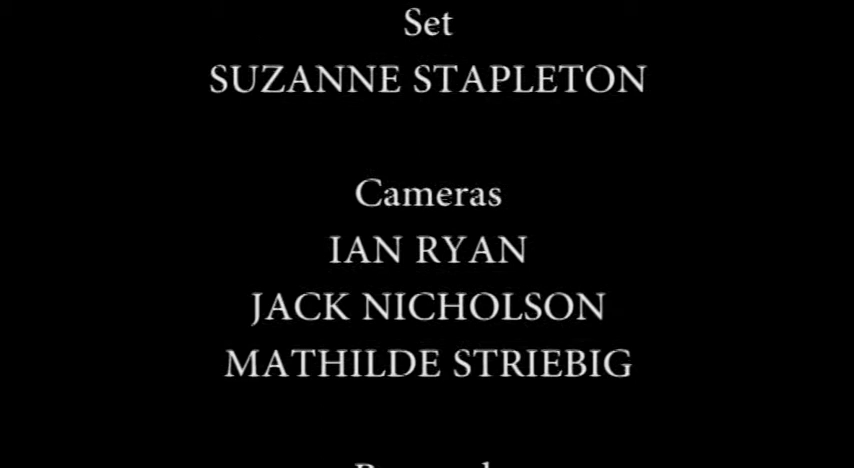 Set
SUZANNE STAPLETON
Cameras
IAN RYAN
JACK NICHOLSON
MATHILDE STRIEBIG